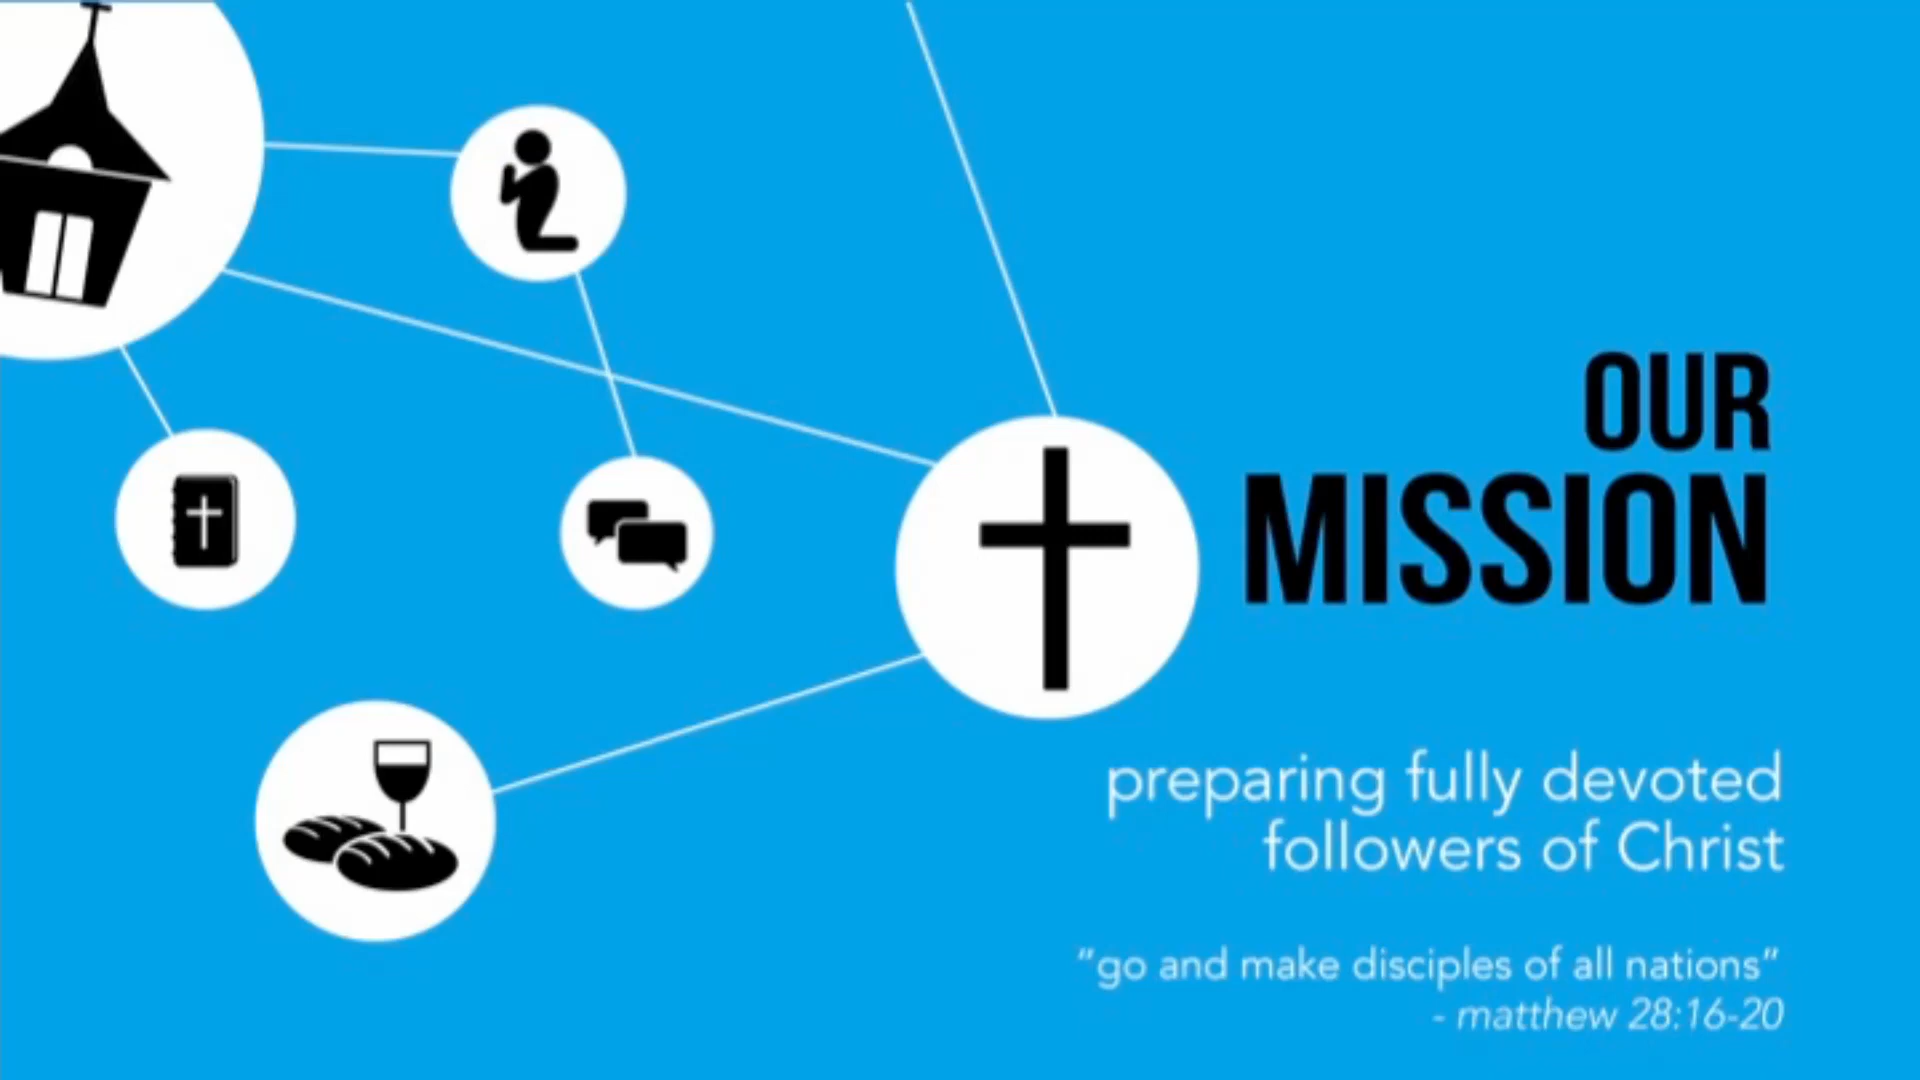 OUR
MISSION
preparing fully devoted
followers of Christ
"go and make disciples of all nations"
- matthew 28:16-20